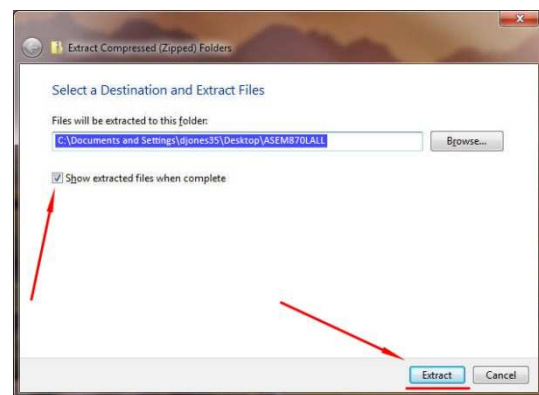 Extract Compressed (Zipped) Folders
Select a Destination and Extract Files
Files will be extracted to this folder:
C:\Documents and Settings\djones35\Desktop\ASEM870LALL
Browse...
Show extracted files when complete
Extract
Cancel